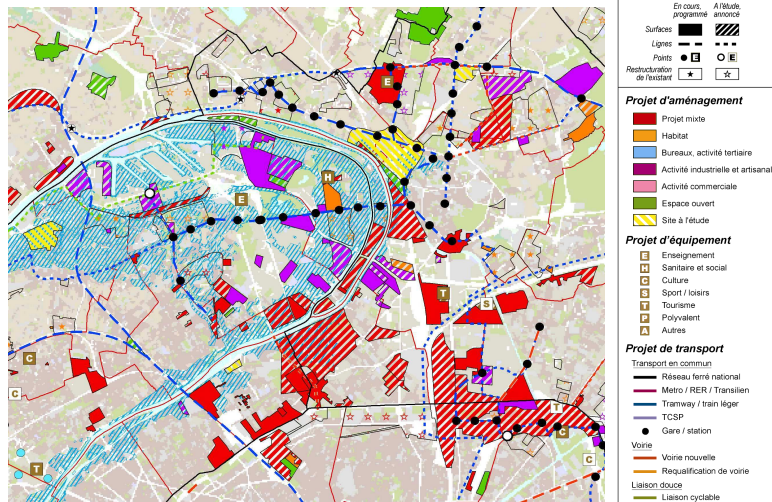 En cours,
programmé
A l'étude,
annoncé
Surfaces
Lignes
Points E E
Restructuration
de l'existant
Projet d'aménagement
Projet mixte
Habitat
Bureaux, activité tertiaire
Activité industrielle et artisanal
Activité commerciale
Espace ouvert
Site à l'étude
Projet d'équipement
E Enseignement
H Sanitaire et social
C Culture
S Sport / loisirs
T Tourisme
P Polyvalent
A Autres
Projet de transport
Transport en commun
Réseau ferré national
Metro / RER / Transilien
Tramway / train léger
TCSP
Gare / station
Voirie
Voirie nouvelle
Requalification de voirie
Liaison douce
Liaison cyclable
E
H
E
T
S
C
C
T
T
C
C